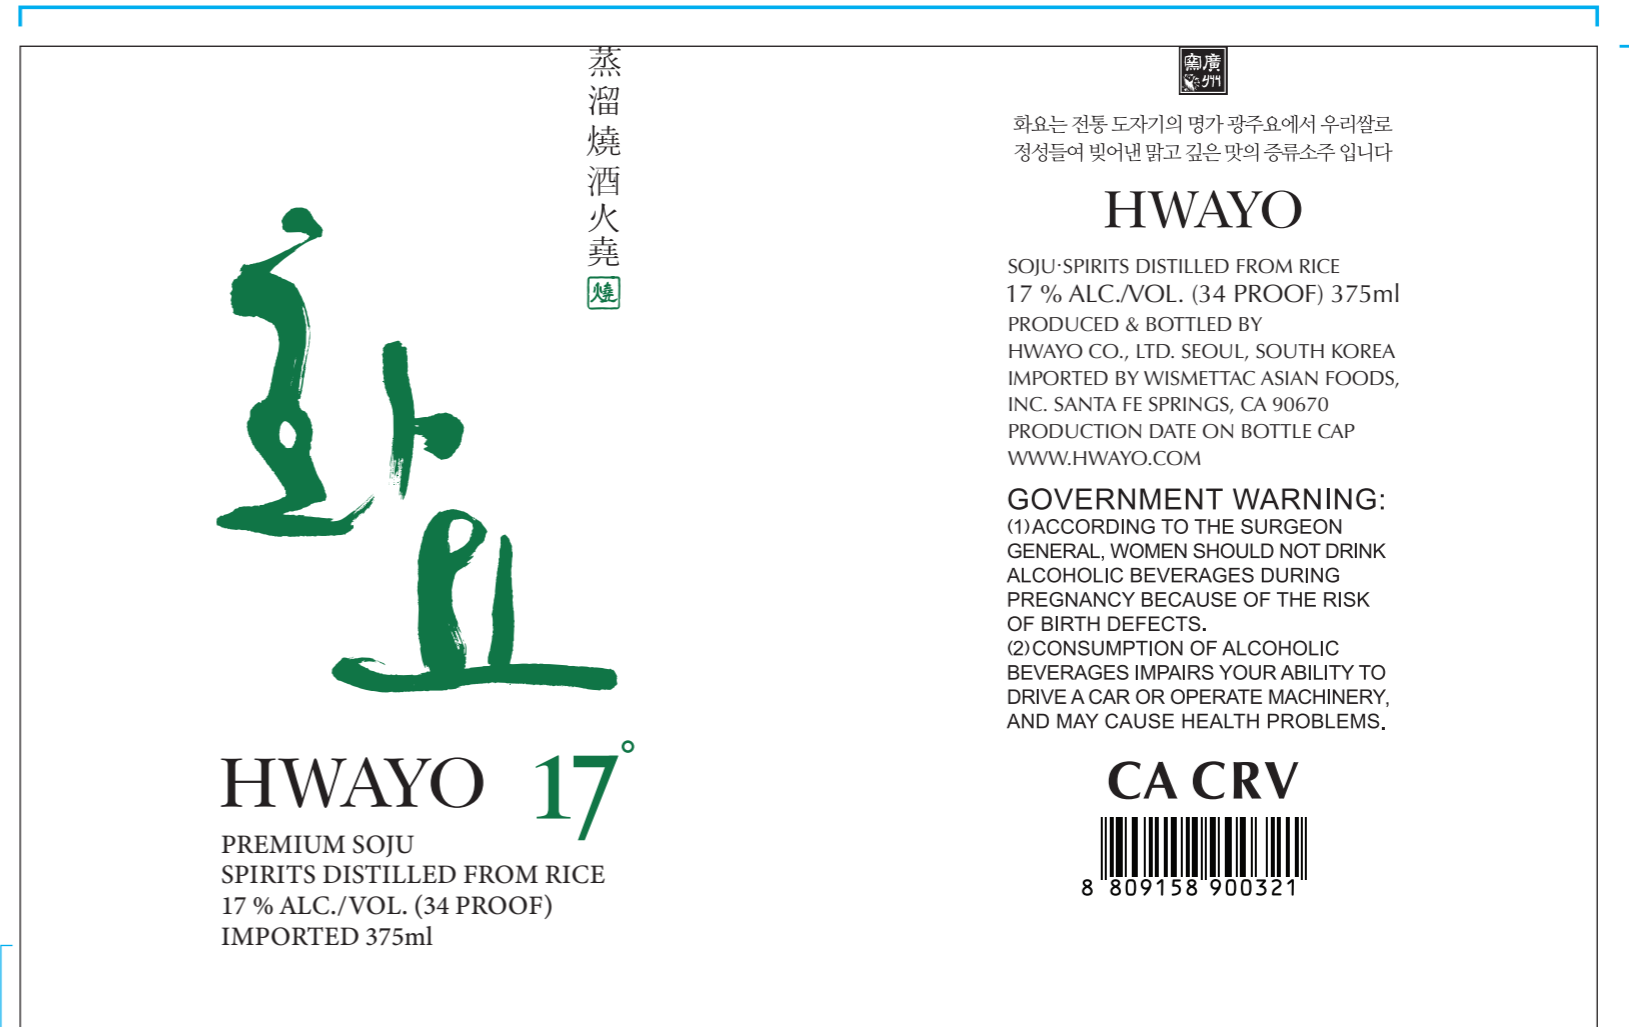 蒸溜燒酒火堯
燒
화요
HWAYO 17°
PREMIUM SOJU
SPIRITS DISTILLED FROM RICE
17 % ALC./VOL. (34 PROOF)
IMPORTED 375ml
廣州窯
화요는 전통 도자기의 명가 광주요에서 우리쌀로
정성들여 빚어낸 맑고 깊은 맛의 증류소주 입니다
HWAYO
SOJU·SPIRITS DISTILLED FROM RICE
17 % ALC./VOL. (34 PROOF) 375ml
PRODUCED & BOTTLED BY
HWAYO CO., LTD. SEOUL, SOUTH KOREA
IMPORTED BY WISMETTAC ASIAN FOODS,
INC. SANTA FE SPRINGS, CA 90670
PRODUCTION DATE ON BOTTLE CAP
WWW.HWAYO.COM
GOVERNMENT WARNING:
(1)ACCORDING TO THE SURGEON
GENERAL, WOMEN SHOULD NOT DRINK
ALCOHOLIC BEVERAGES DURING
PREGNANCY BECAUSE OF THE RISK
OF BIRTH DEFECTS.
(2)CONSUMPTION OF ALCOHOLIC
BEVERAGES IMPAIRS YOUR ABILITY TO
DRIVE A CAR OR OPERATE MACHINERY,
AND MAY CAUSE HEALTH PROBLEMS.
CA CRV
8 809158 900321